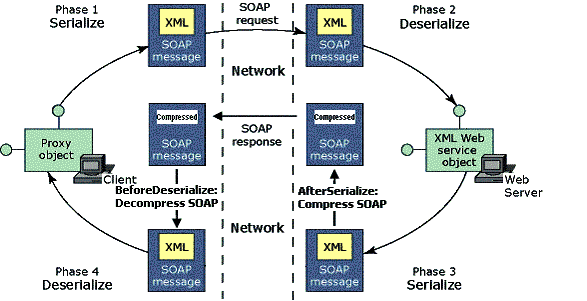 Phase 1
Serialize
XML
SOAP
message
SOAP
request
Network
XML
SOAP
message
Phase 2
Deserialize
Proxy
object
Client
Compressed
SOAP
message
SOAP
response
Compressed
SOAP
message
XML Web
service
object
Web
Server
BeforeDeserialize:
Decompress SOAP
AfterSerialize:
Compress SOAP
Phase 4
Deserialize
XML
SOAP
message
Network
XML
SOAP
message
Phase 3
Serialize